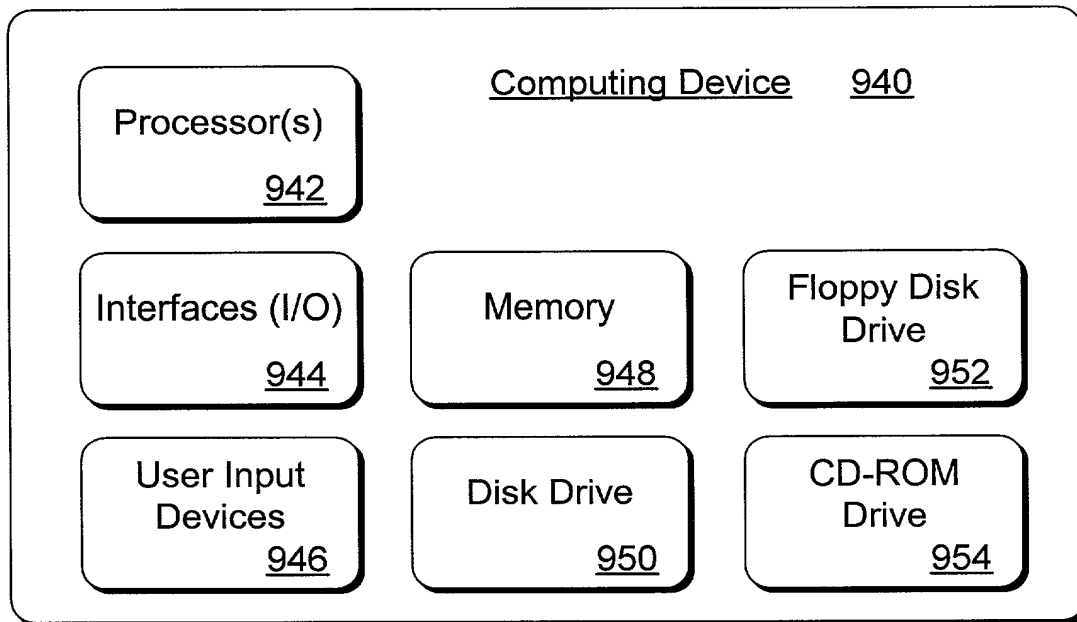 Computing Device 940
Processor(s)
942
Interfaces (I/O)
944
Memory
948
Floppy Disk
Drive
952
User Input
Devices
946
Disk Drive
950
CD-ROM
Drive
954